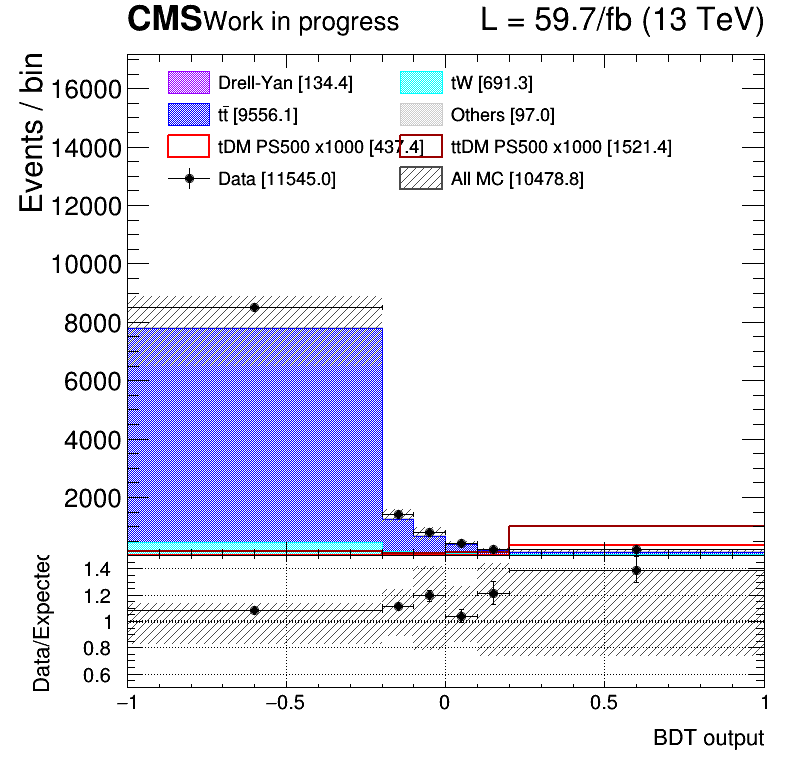 CMS Work in progress L = 59.7/fb (13 TeV)
Events / bin
Drell-Yan [134.4] tW [691.3]
tt̄ [9556.1] Others [97.0]
tDM PS500 x1000 [437.4] ttDM PS500 x1000 [1521.4]
Data [11545.0] All MC [10478.8]
16000
14000
12000
10000
8000
6000
4000
2000
Data/Expected
1.4
1.2
1
0.8
0.6
−1 −0.5 0 0.5 1
BDT output